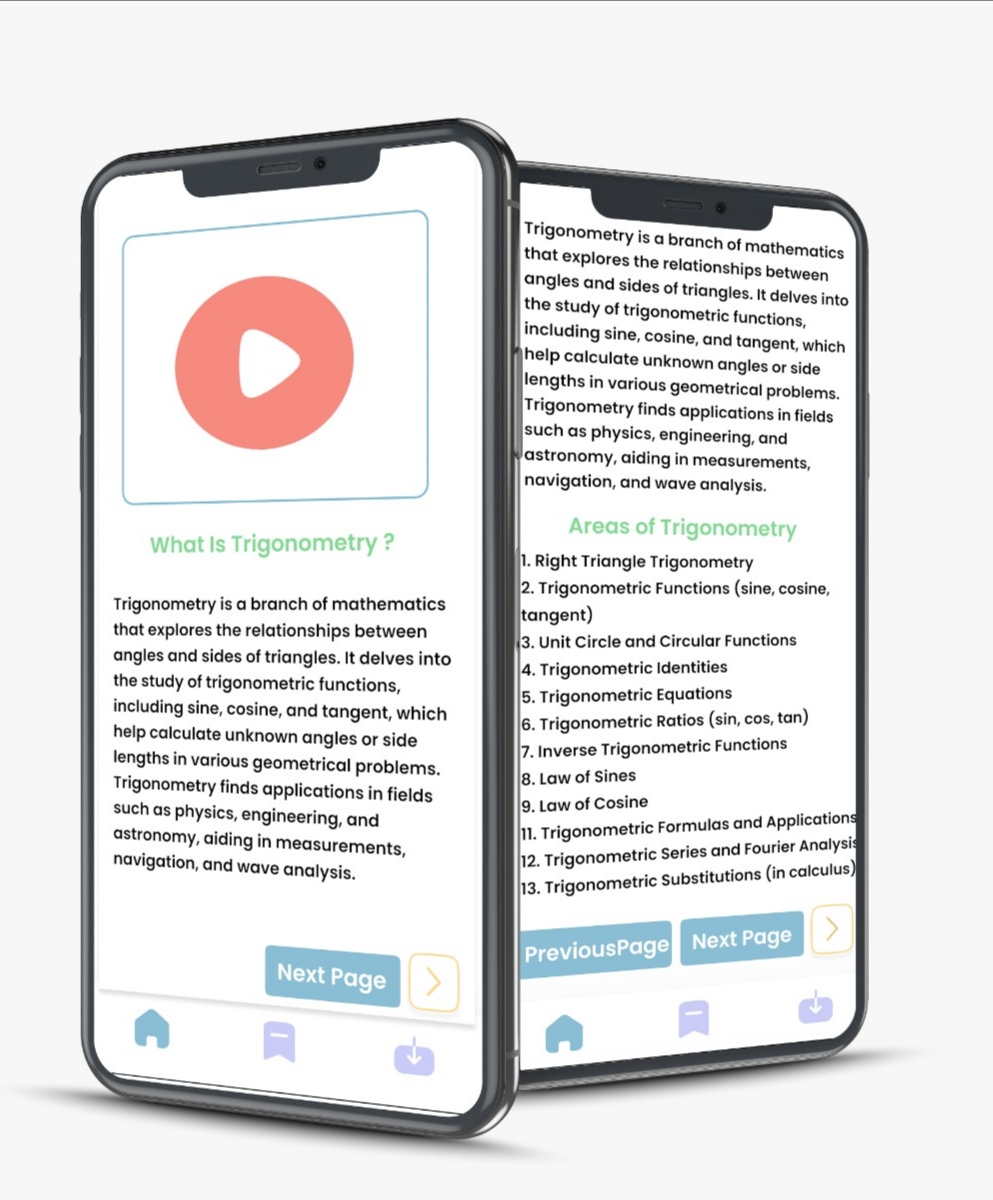 What Is Trigonometry ?
Trigonometry is a branch of mathematics
that explores the relationships between
angles and sides of triangles. It delves into
the study of trigonometric functions,
including sine, cosine, and tangent, which
help calculate unknown angles or side
lengths in various geometrical problems.
Trigonometry finds applications in fields
such as physics, engineering, and
astronomy, aiding in measurements,
navigation, and wave analysis.
Next Page
Trigonometry is a branch of mathematics
that explores the relationships between
angles and sides of triangles. It delves into
the study of trigonometric functions,
including sine, cosine, and tangent, which
help calculate unknown angles or side
lengths in various geometrical problems.
Trigonometry finds applications in fields
such as physics, engineering, and
astronomy, aiding in measurements,
navigation, and wave analysis.
Areas of Trigonometry
1. Right Triangle Trigonometry
2. Trigonometric Functions (sine, cosine,
tangent)
3. Unit Circle and Circular Functions
4. Trigonometric Identities
5. Trigonometric Equations
6. Trigonometric Ratios (sin, cos, tan)
7. Inverse Trigonometric Functions
8. Law of Sines
9. Law of Cosine
11. Trigonometric Formulas and Applications
12. Trigonometric Series and Fourier Analysis
13. Trigonometric Substitutions (in calculus)
PreviousPage
Next Page